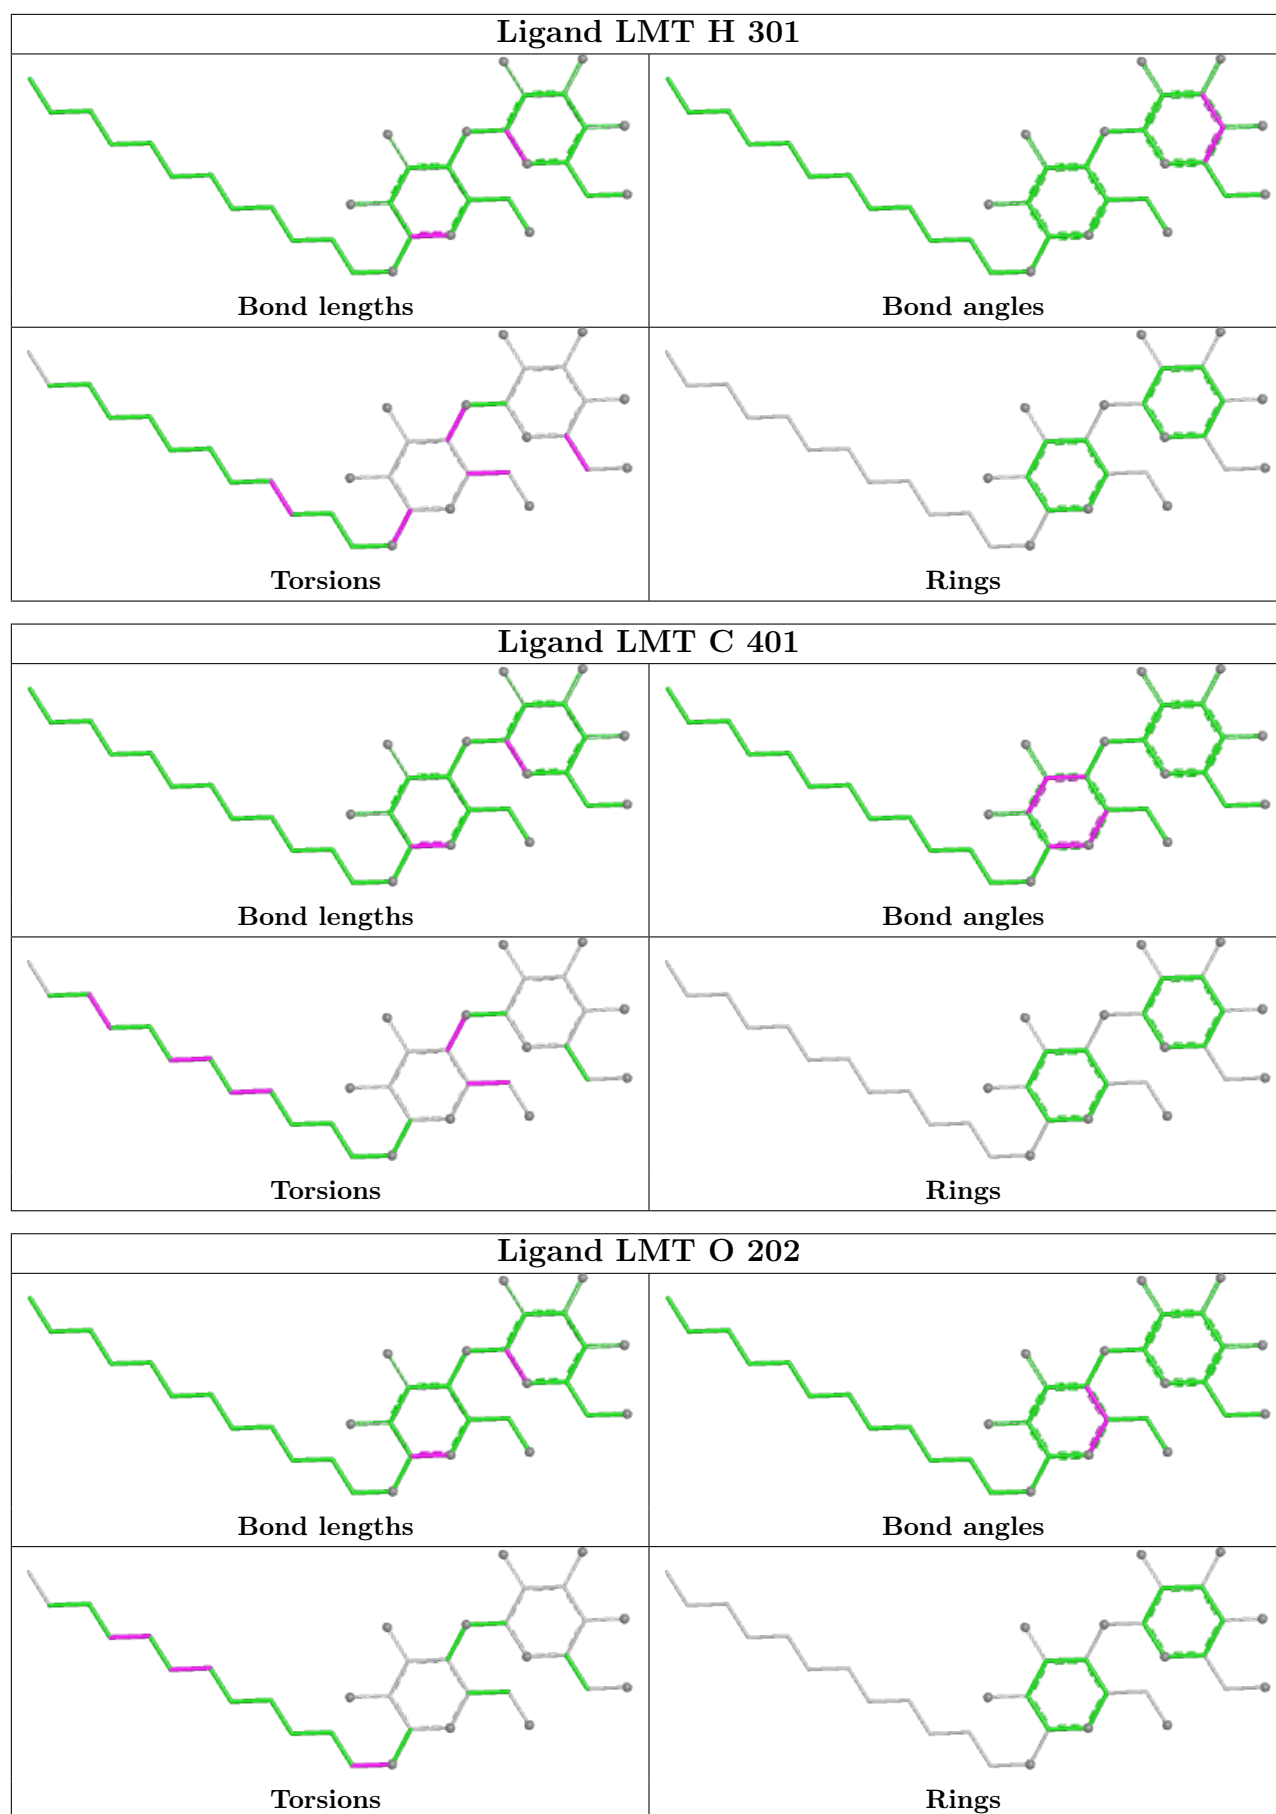 Ligand LMT H 301
Bond lengths
Bond angles
Torsions
Rings
Ligand LMT C 401
Bond lengths
Bond angles
Torsions
Rings
Ligand LMT O 202
Bond lengths
Bond angles
Torsions
Rings